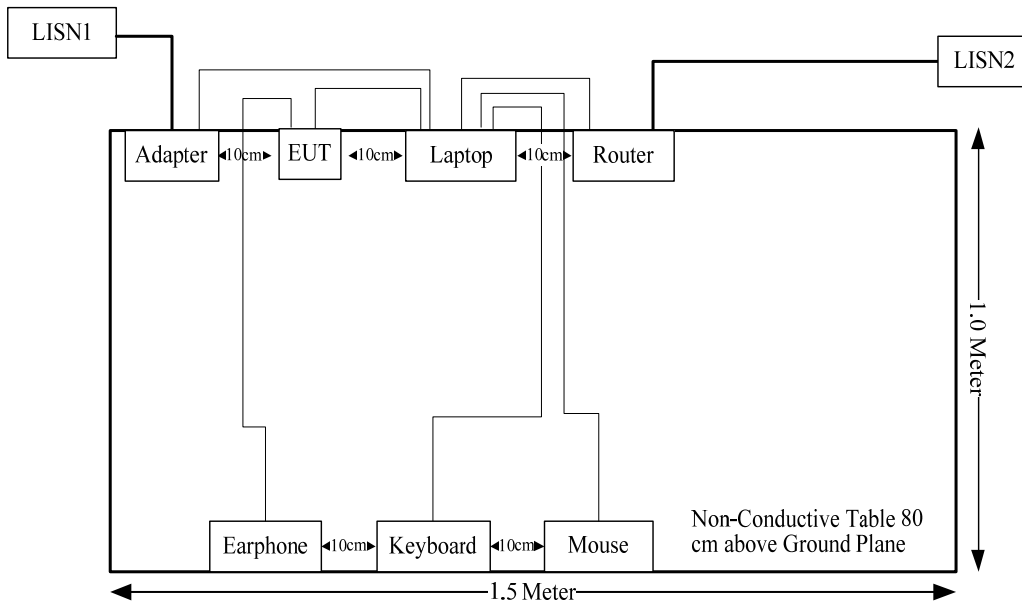 LISN1
LISN2
Adapter
10cm
EUT
10cm
Laptop
10cm
Router
1.0 Meter
Earphone
10cm
Keyboard
10cm
Mouse
Non-Conductive Table 80
cm above Ground Plane
1.5 Meter